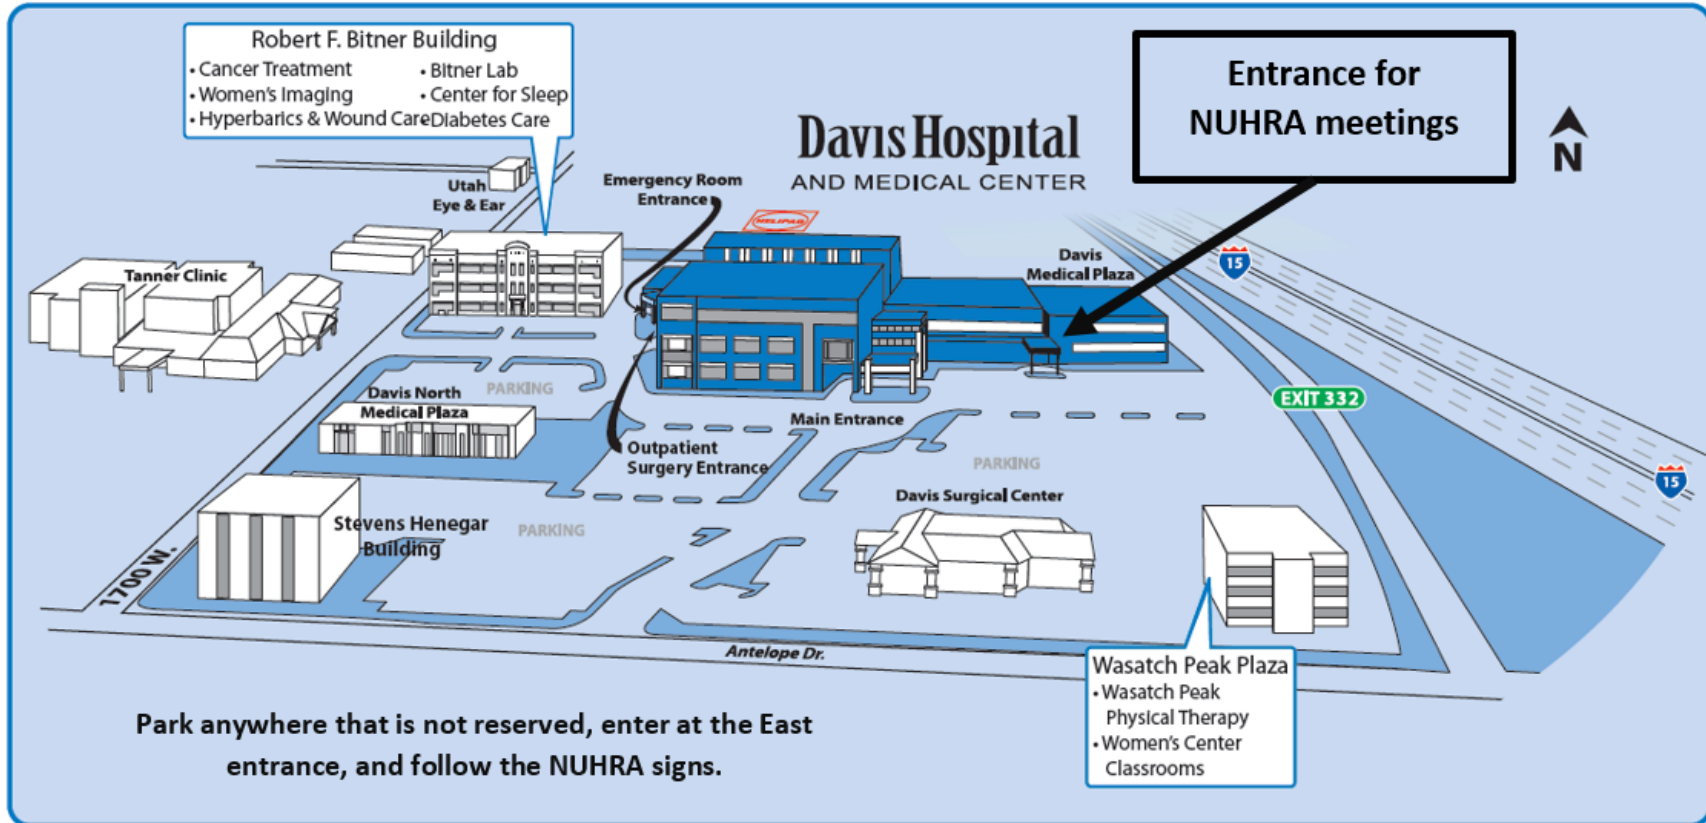 Robert F. Bitner Building
• Cancer Treatment
• Women's Imaging
• Hyperbarics & Wound Care
• Bitner Lab
• Center for Sleep
• Diabetes Care
Entrance for
NUHRA meetings
Davis Hospital
AND MEDICAL CENTER
N
Utah
Eye & Ear
Emergency Room
Entrance
HELIPAD
Tanner Clinic
Davis
Medical Plaza
15
Davis North
Medical Plaza
PARKING
EXIT 332
Main Entrance
Outpatient
Surgery Entrance
PARKING
15
Davis Surgical Center
Stevens Henegar
Building
PARKING
1700 W.
Antelope Dr.
Wasatch Peak Plaza
• Wasatch Peak
Physical Therapy
• Women's Center
Classrooms
Park anywhere that is not reserved, enter at the East
entrance, and follow the NUHRA signs.